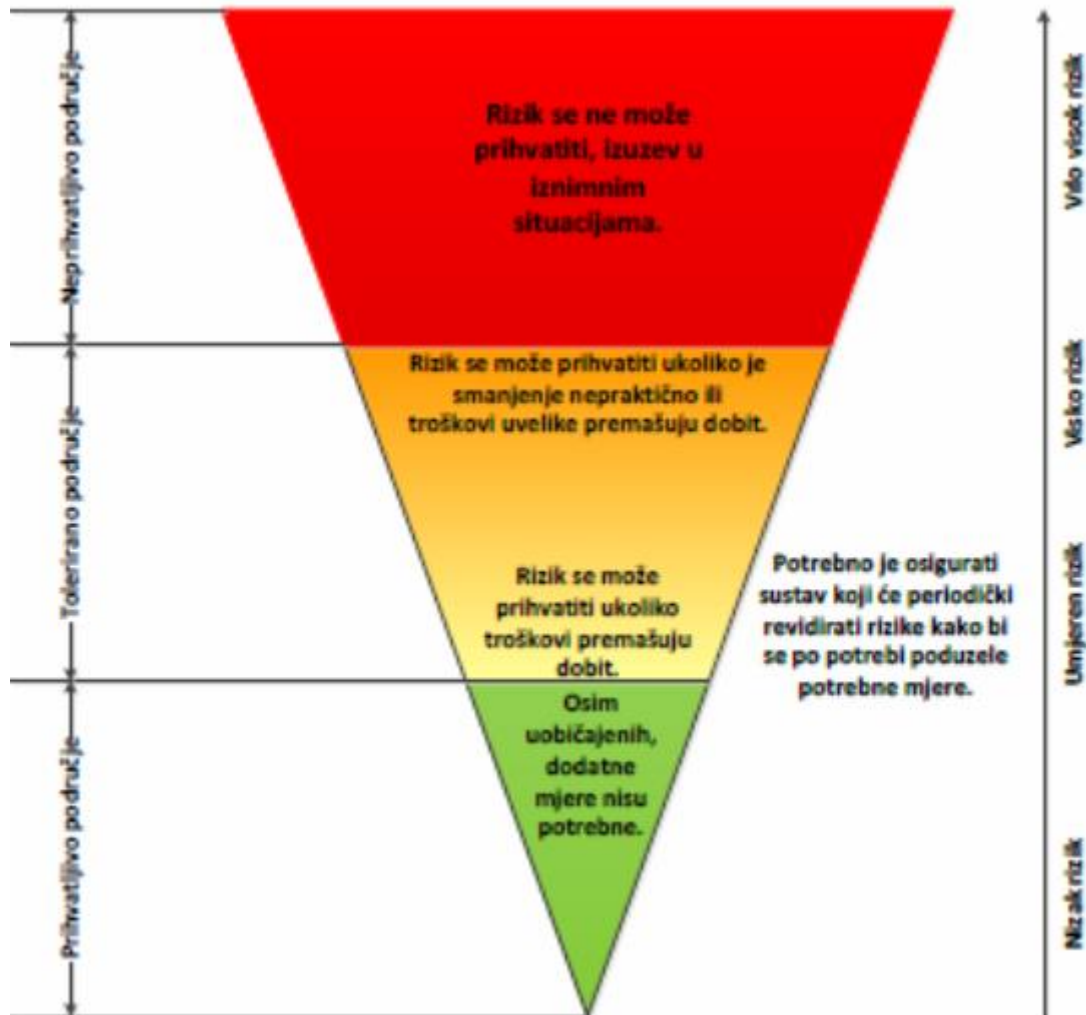 Neprihvatljivo područje
Tolerirano područje
Prihvatljivo područje
Rizik se ne može
prihvatiti, izuzev u
iznimnim
situacijama.
Rizik se može prihvatiti ukoliko je
smanjenje nepraktično ili
troškovi uvelike premašuju dobit.
Rizik se može
prihvatiti ukoliko
troškovi premašuju
dobit.
Osim
uobičajenih,
dodatne
mjere nisu
potrebne.
Potrebno je osigurati
sustav koji će periodički
revidirati rizike kako bi
se po potrebi poduzele
potrebne mjere.
Vrlo visok rizik
Visko rizik
Umjeren rizik
Nizak rizik